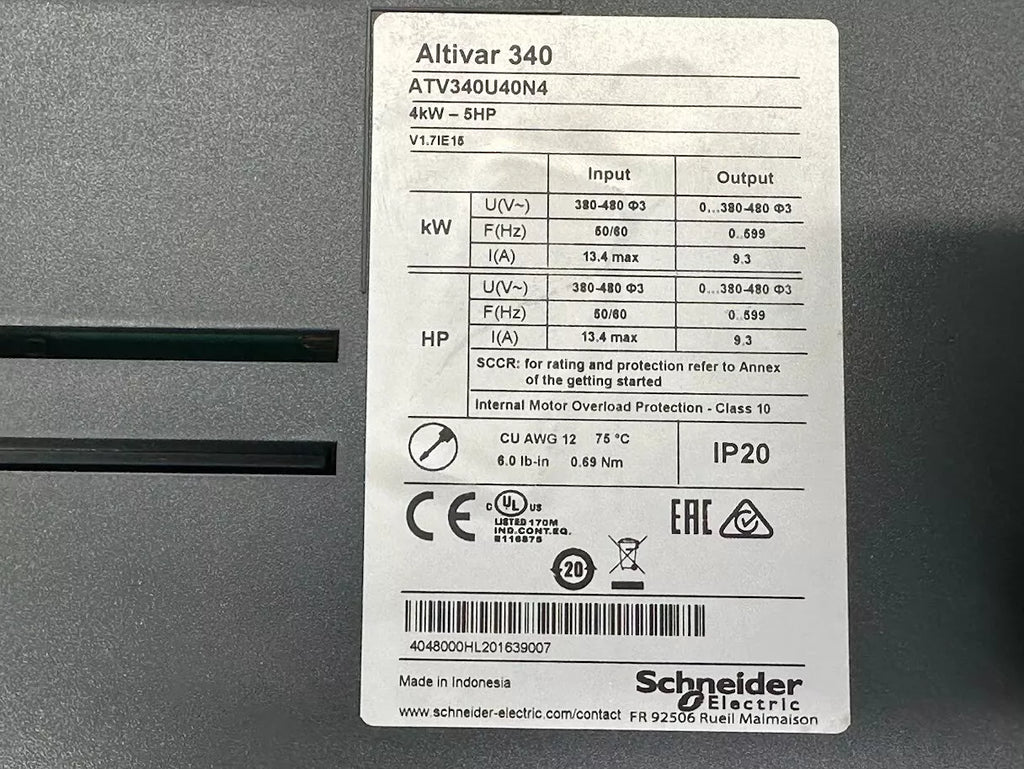 Altivar 340
ATV340U40N4
4kW – 5HP
V1.7IE15
Input Output
kW
U(V~) 380-480 Φ3 0...380-480 Φ3
F(Hz) 50/60 0..599
I(A) 13.4 max 9.3
HP
U(V~) 380-480 Φ3 0...380-480 Φ3
F(Hz) 50/60 0..599
I(A) 13.4 max 9.3
SCCR: for rating and protection refer to Annex
of the getting started
Internal Motor Overload Protection - Class 10
CU AWG 12 75 °C
6.0 lb-in 0.69 Nm
IP20
CE
C UL US
LISTED 170M
IND.CONT.EQ.
E116875
EAC
20
4048000HL201639007
Made in Indonesia
Schneider
Electric
www.schneider-electric.com/contact FR 92506 Rueil Malmaison